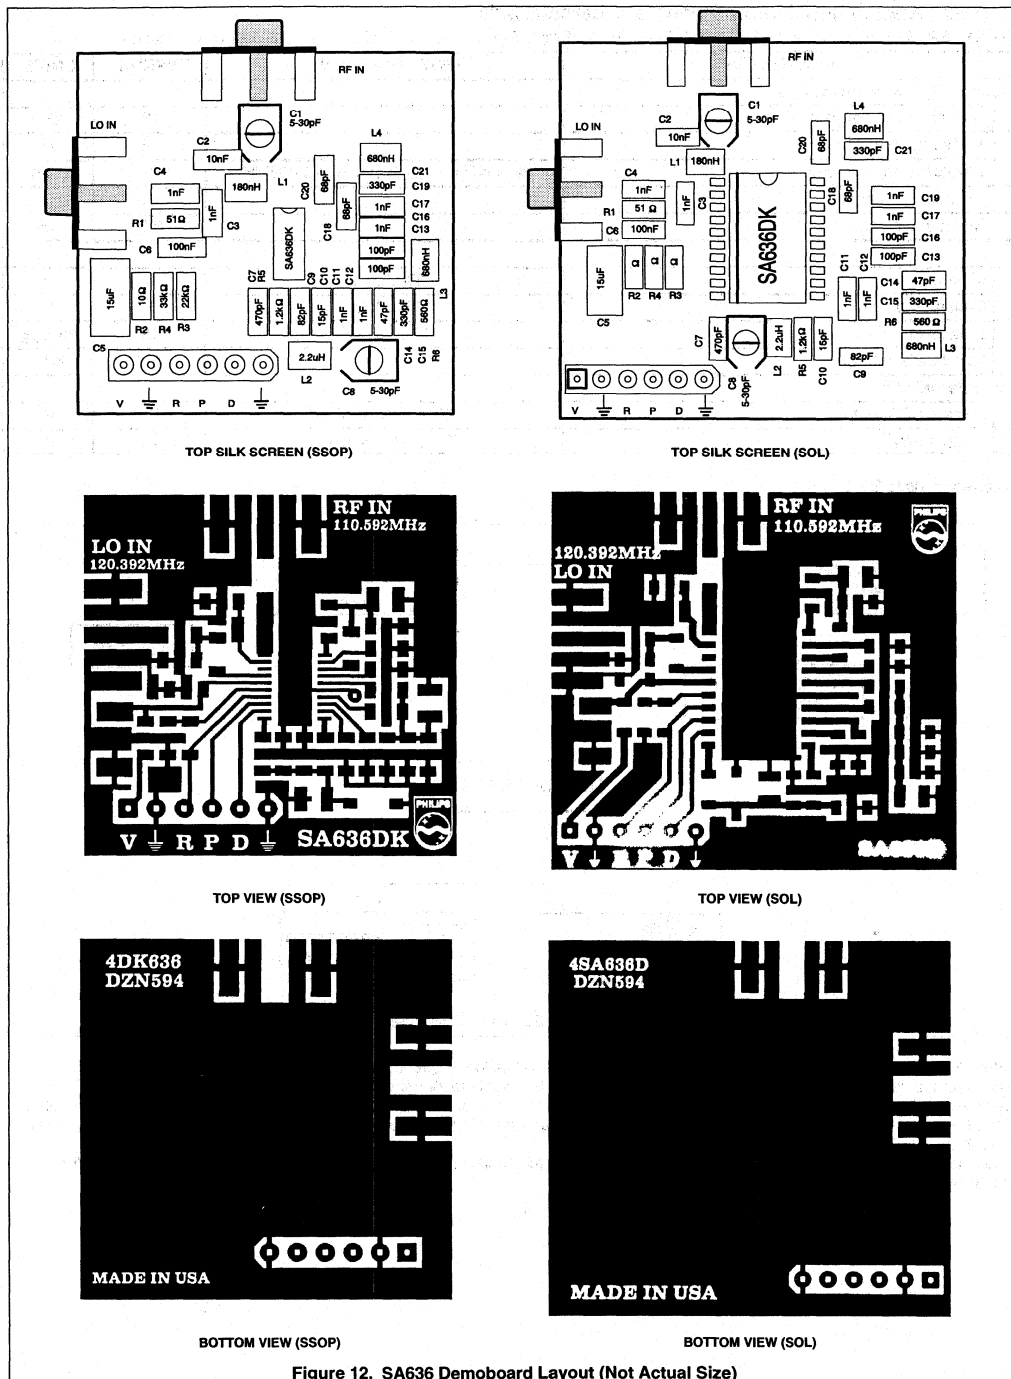 RF IN
C1
5-30pF
LO IN
C2
10nF
L4
680nH
C4
1nF
180nH
L1
C20
68pF
330pF
C21
C19
R1
51Ω
1nF
C3
C18
68pF
1nF
C17
C16
1nF
C13
C6
100nF
SA636DK
100pF
100pF
680nH
L3
15uF
10Ω
33kΩ
22kΩ
R2
R4
R3
C7
R5
C9
C10
C11
C12
470pF
1.2kΩ
82pF
15pF
1nF
1nF
47pF
330pF
560Ω
C5
2.2uH
L2
C8
5-30pF
C14
C15
R6
V R P D
TOP SILK SCREEN (SSOP)
RF IN
C1
5-30pF
LO IN
C2
10nF
L4
680nH
C20
68pF
330pF
C21
L1
180nH
C4
1nF
R1
51 Ω
1nF
C3
C6
100nF
SA636DK
C18
68pF
1nF
C19
1nF
C17
100pF
C16
100pF
C13
15uF
Ω
Ω
Ω
R2
R4
R3
C5
C11
C12
1nF
1nF
C14
47pF
C15
330pF
R6
560 Ω
680nH
L3
C7
470pF
2.2uH
1.2kΩ
15pF
82pF
C9
C8
5-30pF
L2
R5
C10
V R P D
TOP SILK SCREEN (SOL)
RF IN
110.592MHz
LO IN
120.392MHz
V R P D
SA636DK
PHILIPS
TOP VIEW (SSOP)
RF IN
110.592MHz
PHILIPS
120.392MHz
LO IN
V R P D
TOP VIEW (SOL)
4DK636
DZN594
MADE IN USA
BOTTOM VIEW (SSOP)
4SA636D
DZN594
MADE IN USA
BOTTOM VIEW (SOL)
Figure 12. SA636 Demoboard Layout (Not Actual Size)